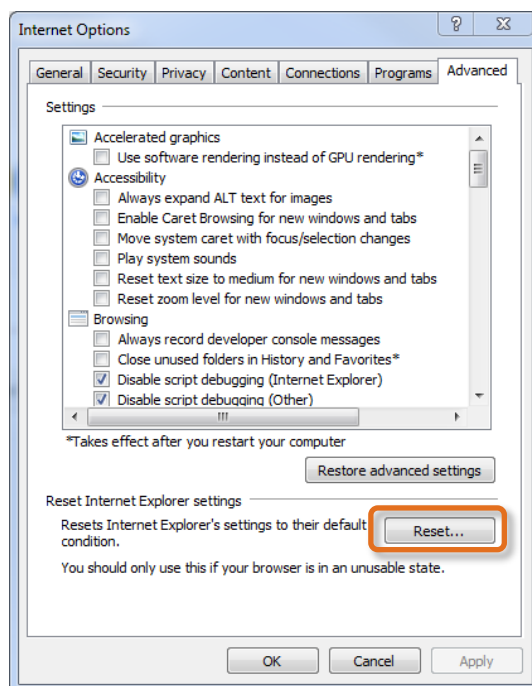 Internet Options
General Security Privacy Content Connections Programs Advanced
Settings
Accelerated graphics
Use software rendering instead of GPU rendering*
Accessibility
Always expand ALT text for images
Enable Caret Browsing for new windows and tabs
Move system caret with focus/selection changes
Play system sounds
Reset text size to medium for new windows and tabs
Reset zoom level for new windows and tabs
Browsing
Always record developer console messages
Close unused folders in History and Favorites*
Disable script debugging (Internet Explorer)
Disable script debugging (Other)
*Takes effect after you restart your computer
Restore advanced settings
Reset Internet Explorer settings
Resets Internet Explorer's settings to their default
condition.
Reset...
You should only use this if your browser is in an unusable state.
OK Cancel Apply